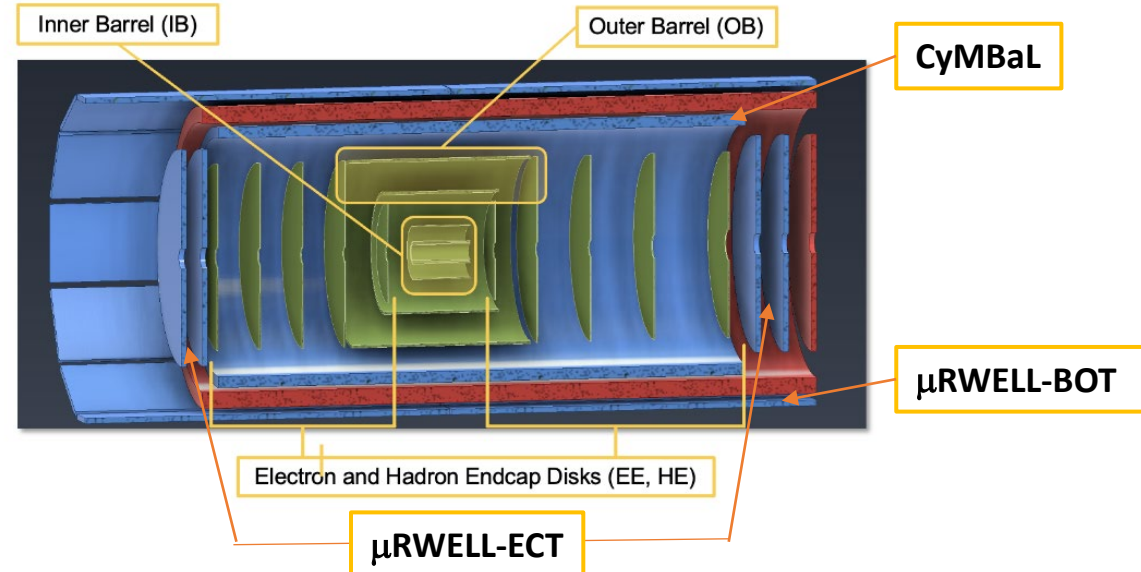 Inner Barrel (IB)
Outer Barrel (OB)
CyMBaL
μRWELL-BOT
Electron and Hadron Endcap Disks (EE, HE)
μRWELL-ECT